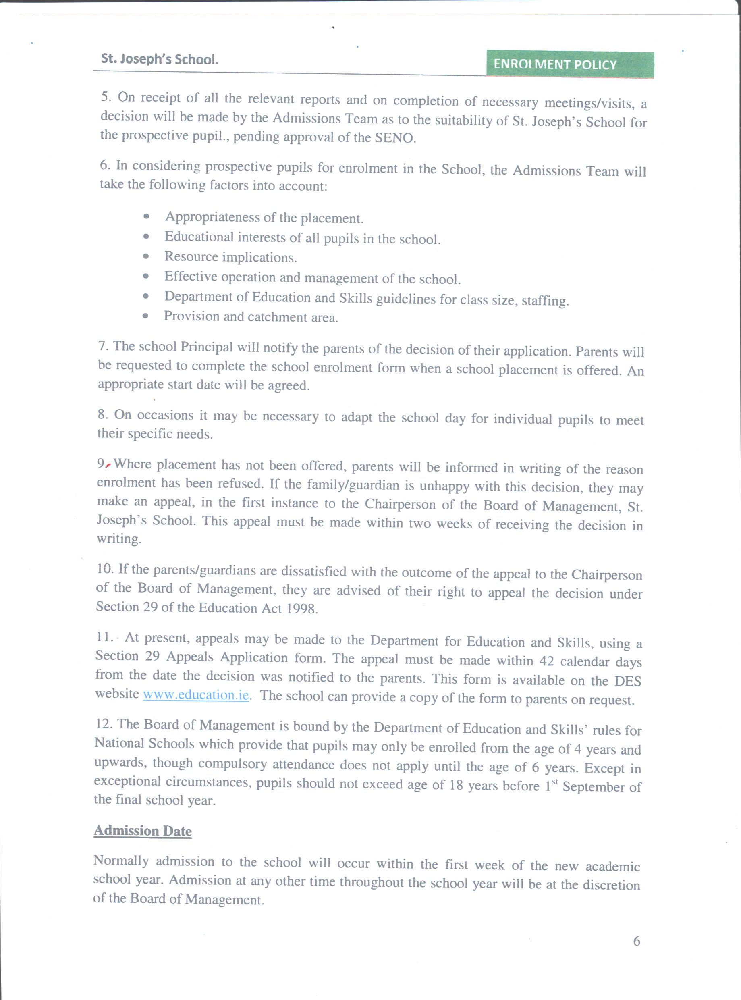 St. Joseph's School.
ENROLMENT POLICY
5. On receipt of all the relevant reports and on completion of necessary meetings/visits, a
decision will be made by the Admissions Team as to the suitability of St. Joseph's School for
the prospective pupil., pending approval of the SENO.
6. In considering prospective pupils for enrolment in the School, the Admissions Team will
take the following factors into account:
• Appropriateness of the placement.
• Educational interests of all pupils in the school.
• Resource implications.
• Effective operation and management of the school.
• Department of Education and Skills guidelines for class size, staffing.
• Provision and catchment area.
7. The school Principal will notify the parents of the decision of their application. Parents will
be requested to complete the school enrolment form when a school placement is offered. An
appropriate start date will be agreed.
8. On occasions it may be necessary to adapt the school day for individual pupils to meet
their specific needs.
9. Where placement has not been offered, parents will be informed in writing of the reason
enrolment has been refused. If the family/guardian is unhappy with this decision, they may
make an appeal, in the first instance to the Chairperson of the Board of Management, St.
Joseph's School. This appeal must be made within two weeks of receiving the decision in
writing.
10. If the parents/guardians are dissatisfied with the outcome of the appeal to the Chairperson
of the Board of Management, they are advised of their right to appeal the decision under
Section 29 of the Education Act 1998.
11. At present, appeals may be made to the Department for Education and Skills, using a
Section 29 Appeals Application form. The appeal must be made within 42 calendar days
from the date the decision was notified to the parents. This form is available on the DES
website www.education.ie. The school can provide a copy of the form to parents on request.
12. The Board of Management is bound by the Department of Education and Skills' rules for
National Schools which provide that pupils may only be enrolled from the age of 4 years and
upwards, though compulsory attendance does not apply until the age of 6 years. Except in
exceptional circumstances, pupils should not exceed age of 18 years before 1st September of
the final school year.
Admission Date
Normally admission to the school will occur within the first week of the new academic
school year. Admission at any other time throughout the school year will be at the discretion
of the Board of Management.
6